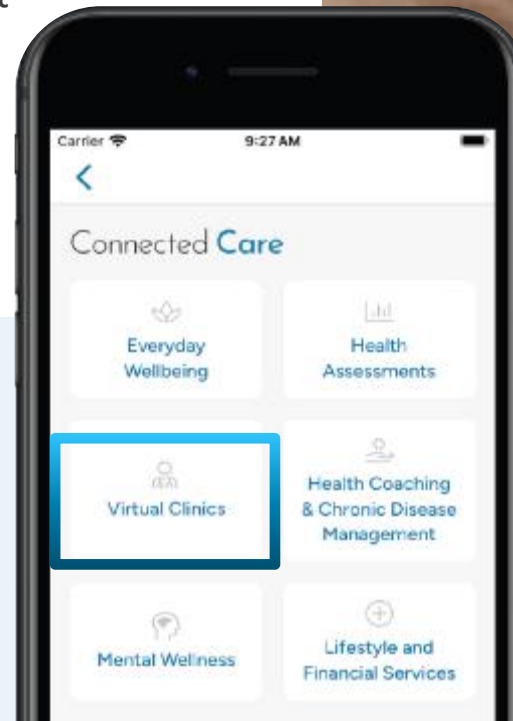 Carrier 9:27 AM
Connected Care
Everyday
Wellbeing
Health
Assessments
Virtual Clinics
Health Coaching
& Chronic Disease
Management
Mental Wellness
Lifestyle and
Financial Services